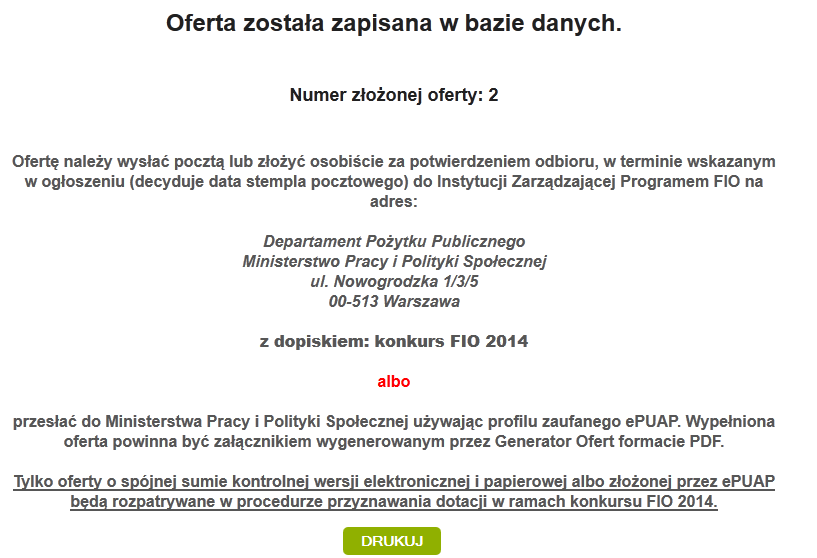 Oferta została zapisana w bazie danych.
Numer złożonej oferty: 2
Ofertę należy wysłać pocztą lub złożyć osobiście za potwierdzeniem odbioru, w terminie wskazanym
w ogłoszeniu (decyduje data stempla pocztowego) do Instytucji Zarządzającej Programem FIO na
adres:
Departament Pożytku Publicznego
Ministerstwo Pracy i Polityki Społecznej
ul. Nowogrodzka 1/3/5
00-513 Warszawa
z dopiskiem: konkurs FIO 2014
albo
przesłać do Ministerstwa Pracy i Polityki Społecznej używając profilu zaufanego ePUAP. Wypełniona
oferta powinna być załącznikiem wygenerowanym przez Generator Ofert formacie PDF.
Tylko oferty o spójnej sumie kontrolnej wersji elektronicznej i papierowej albo złożonej przez ePUAP
będą rozpatrywane w procedurze przyznawania dotacji w ramach konkursu FIO 2014.
DRUKUJ